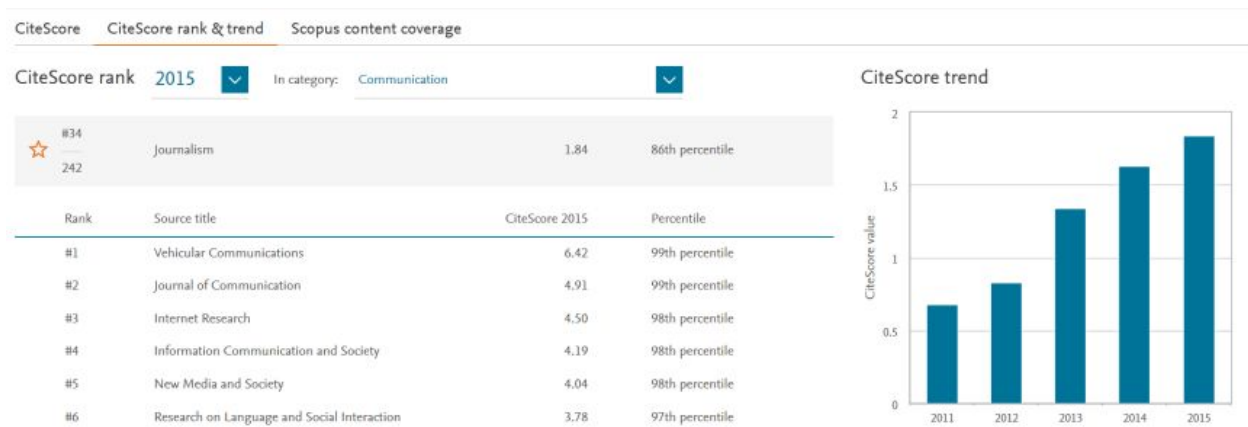 CiteScore CiteScore rank & trend Scopus content coverage
CiteScore rank 2015 In category: Communication
#34
242
Journalism 1.84 86th percentile
Rank Source title CiteScore 2015 Percentile
#1 Vehicular Communications 6.42 99th percentile
#2 Journal of Communication 4.91 99th percentile
#3 Internet Research 4.50 98th percentile
#4 Information Communication and Society 4.19 98th percentile
#5 New Media and Society 4.04 98th percentile
#6 Research on Language and Social Interaction 3.78 97th percentile
CiteScore trend
CiteScore value
2
1.5
1
0.5
0
2011 2012 2013 2014 2015